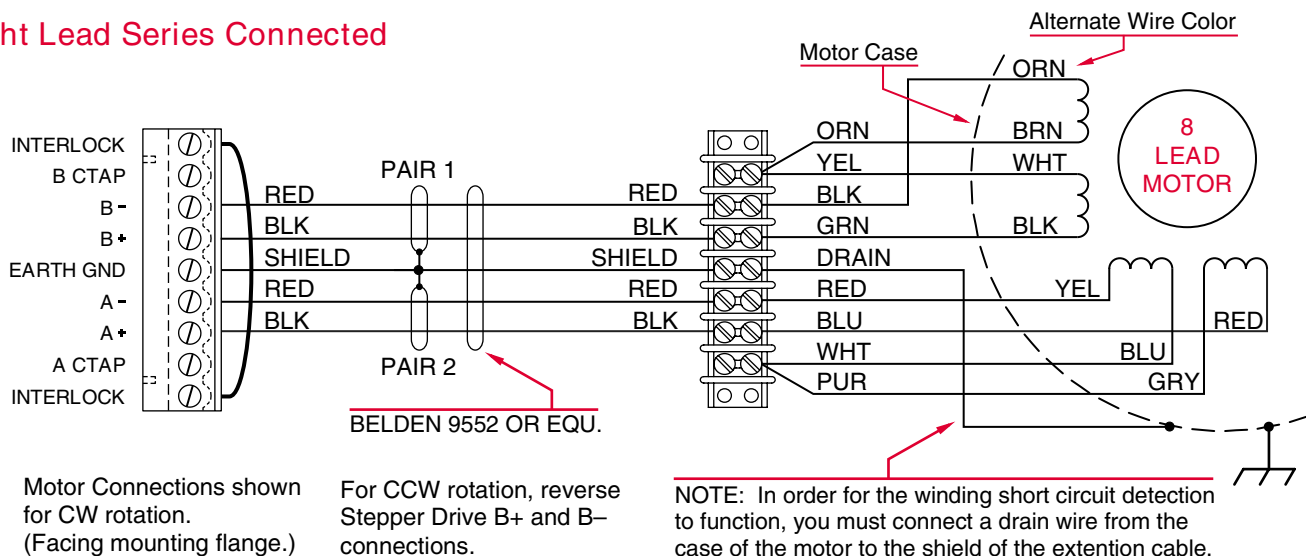 ht Lead Series Connected
Alternate Wire Color
Motor Case
ORN
INTERLOCK
ORN
BRN
8
LEAD
MOTOR
B CTAP
PAIR 1
YEL
WHT
B -
RED
RED
BLK
B +
BLK
BLK
GRN
BLK
EARTH GND
SHIELD
SHIELD
DRAIN
A -
RED
RED
RED
YEL
A +
BLK
BLK
BLU
RED
A CTAP
PAIR 2
WHT
BLU
INTERLOCK
PUR
GRY
BELDEN 9552 OR EQU.
Motor Connections shown
for CW rotation.
(Facing mounting flange.)
For CCW rotation, reverse
Stepper Drive B+ and B–
connections.
NOTE: In order for the winding short circuit detection
to function, you must connect a drain wire from the
case of the motor to the shield of the extention cable.